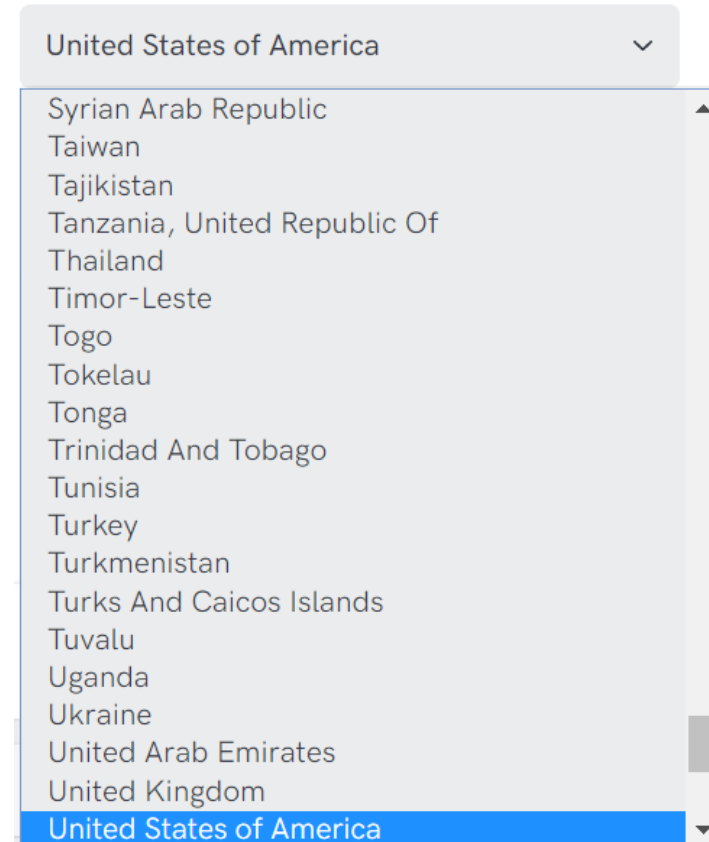 United States of America
Syrian Arab Republic
Taiwan
Tajikistan
Tanzania, United Republic Of
Thailand
Timor-Leste
Togo
Tokelau
Tonga
Trinidad And Tobago
Tunisia
Turkey
Turkmenistan
Turks And Caicos Islands
Tuvalu
Uganda
Ukraine
United Arab Emirates
United Kingdom
United States of America